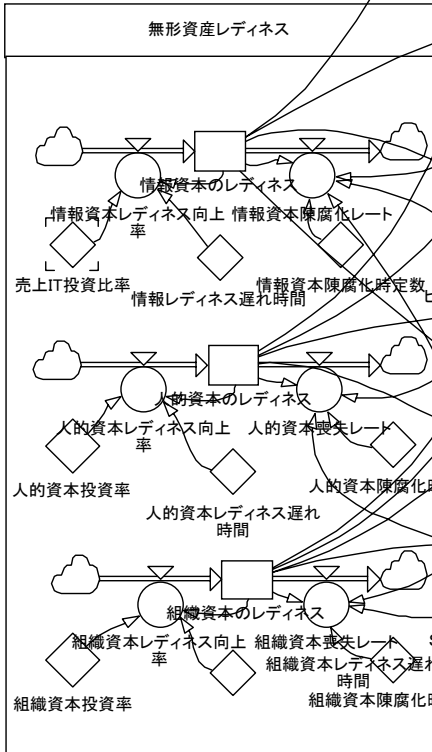 無形資産レディネス
情報資本のレディネス
情報資本レディネス向上
率
情報資本陳腐化レート
売上IT投資比率
情報レディネス遅れ時間
情報資本陳腐化時定数
人的資本のレディネス
人的資本レディネス向上
率
人的資本喪失レート
人的資本投資率
人的資本レディネス遅れ
時間
人的資本陳腐化
組織資本のレディネス
組織資本レディネス向上
率
組織資本喪失レート
組織資本レディネス遅れ
時間
組織資本投資率
組織資本陳腐化